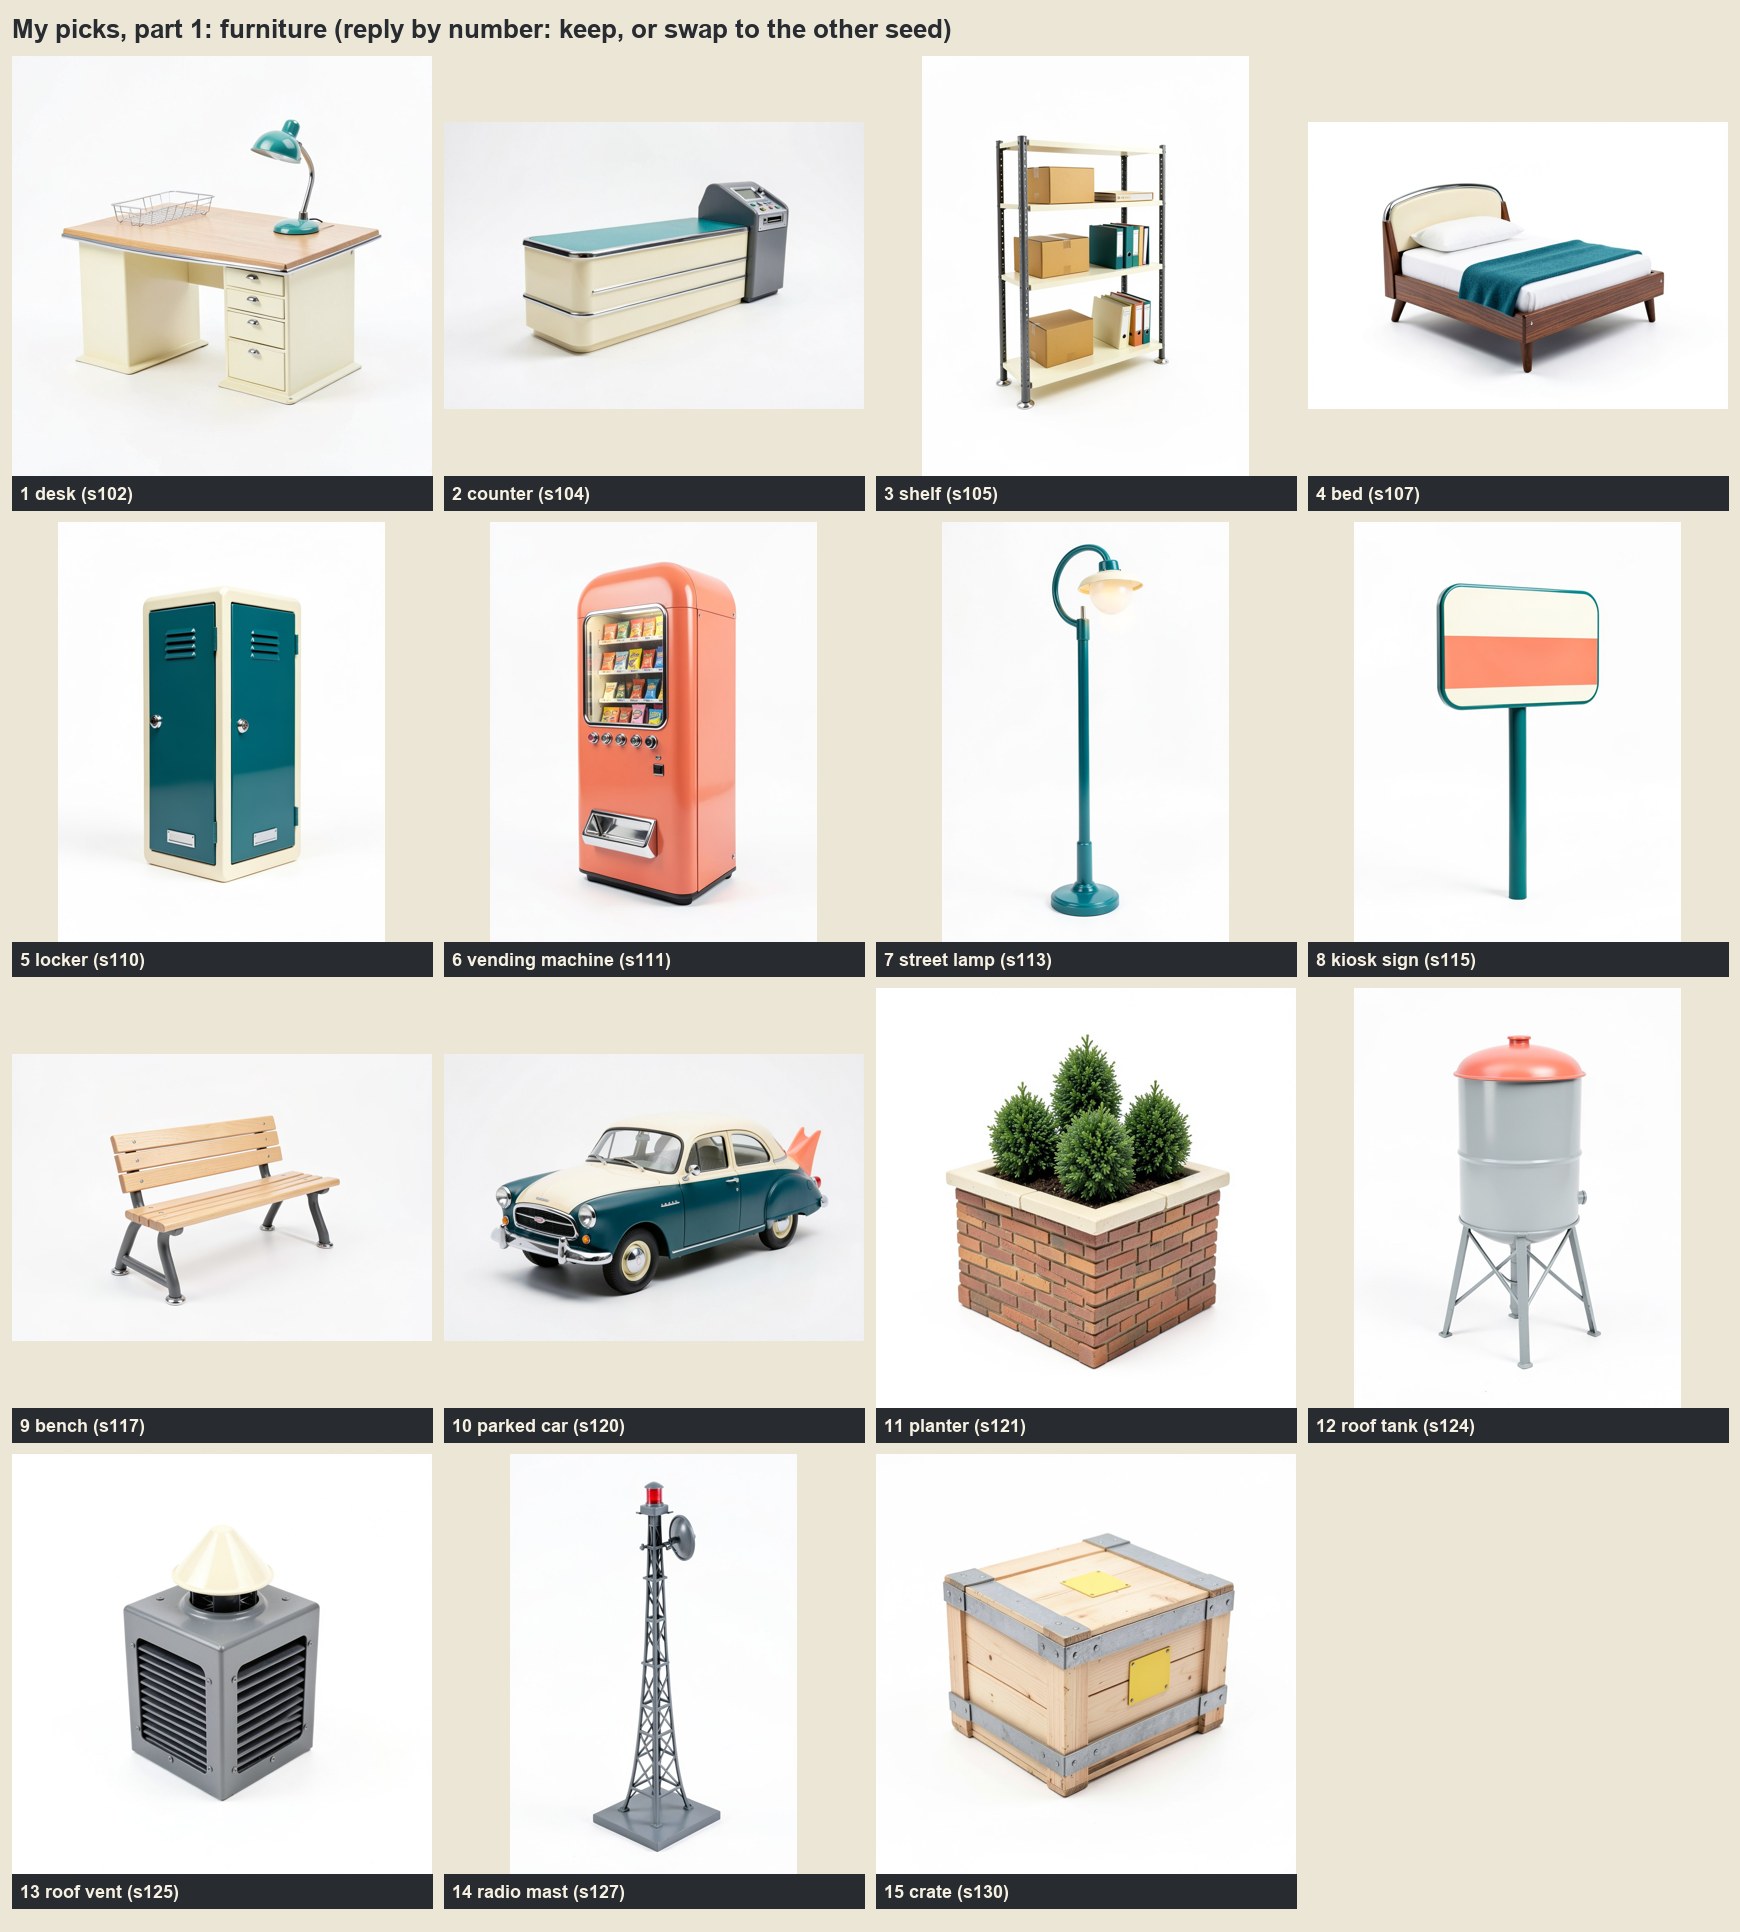 My picks, part 1: furniture (reply by number: keep, or swap to the other seed)
1 desk (s102)
2 counter (s104)
3 shelf (s105)
4 bed (s107)
5 locker (s110)
6 vending machine (s111)
7 street lamp (s113)
8 kiosk sign (s115)
9 bench (s117)
10 parked car (s120)
11 planter (s121)
12 roof tank (s124)
13 roof vent (s125)
14 radio mast (s127)
15 crate (s130)